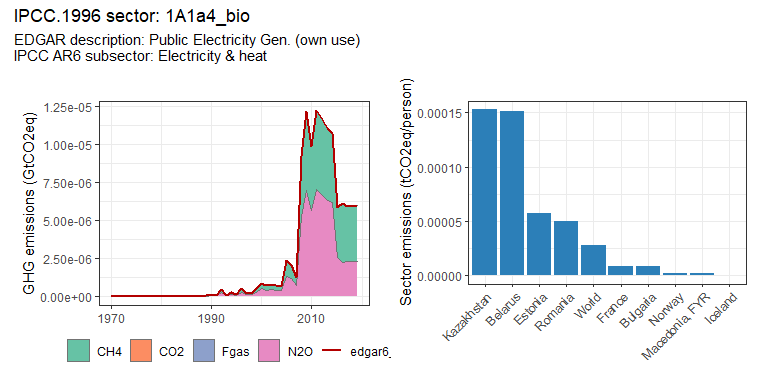 IPCC.1996 sector: 1A1a4_bio
EDGAR description: Public Electricity Gen. (own use)
IPCC AR6 subsector: Electricity & heat
GHG emissions (GtCO2eq)
1.25e-05
1.00e-05
7.50e-06
5.00e-06
2.50e-06
0.00e+00
1970
1990
2010
CH4
CO2
Fgas
N2O
edgar6_
Sector emissions (tCO2eq/person)
0.00015
0.00010
0.00005
0.00000
Kazakhstan
Belarus
Estonia
Romania
World
France
Bulgaria
Norway
Macedonia, FYR
Iceland